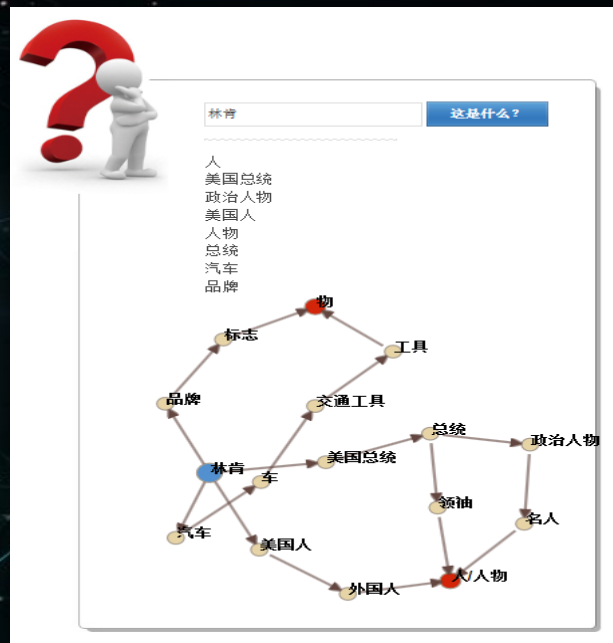 林肯
这是什么？
人
美国总统
政治人物
美国人
人物
总统
汽车
品牌
物
标志
工具
品牌
交通工具
总统
政治人物
美国总统
林肯
车
领油
名人
汽车
美国人
人/人物
外国人